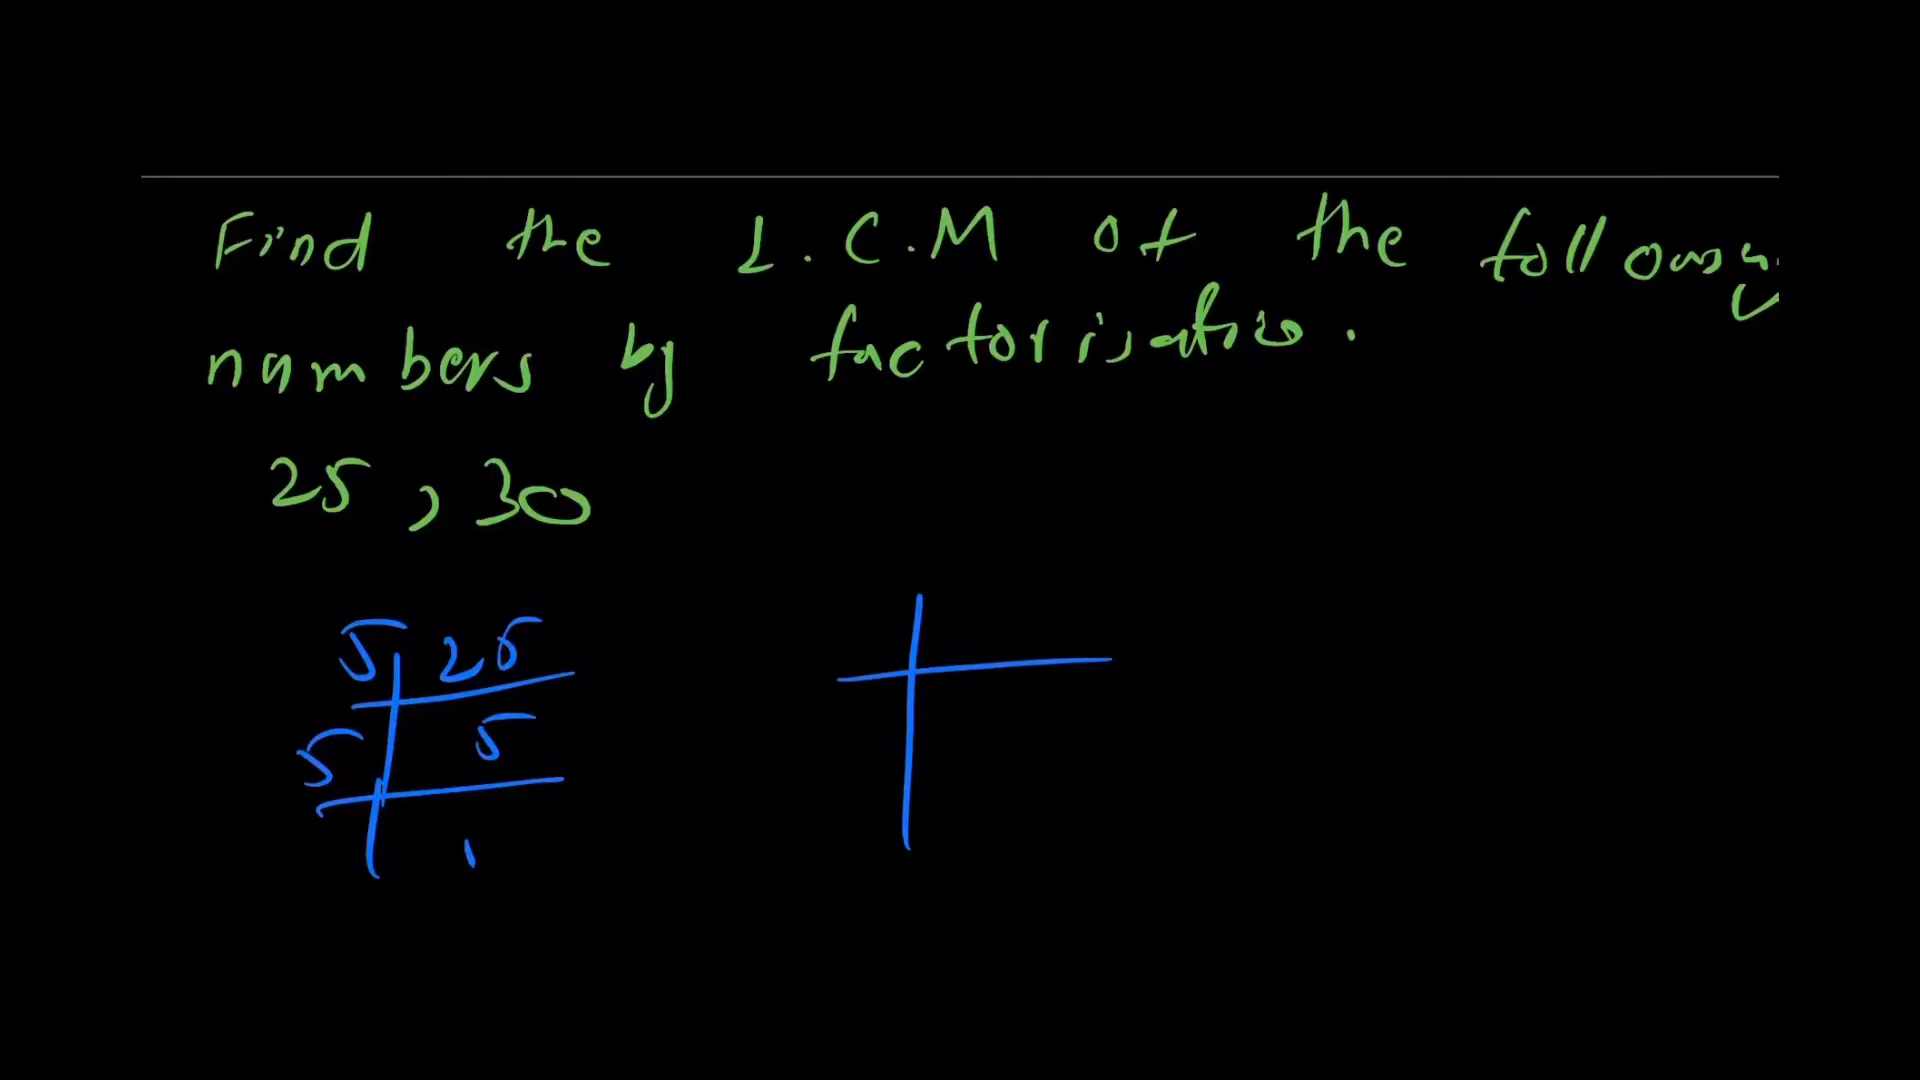 Find the L.C.M of the following
numbers by factorisation.
25, 30
5 25
5 5
1